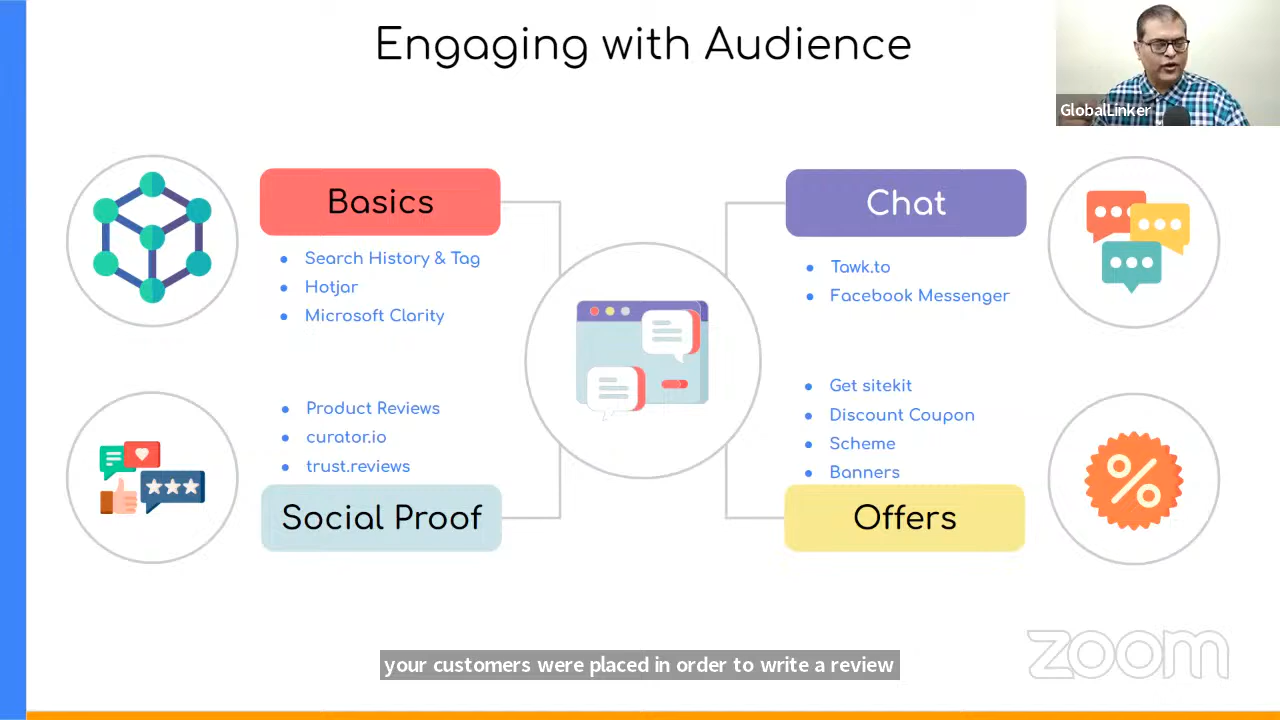 Engaging with Audience
GlobalLinker
Basics
Search History & Tag
Hotjar
Microsoft Clarity
Chat
Tawk.to
Facebook Messenger
Product Reviews
curator.io
trust.reviews
Social Proof
Get sitekit
Discount Coupon
Scheme
Banners
Offers
your customers were placed in order to write a review
zoom